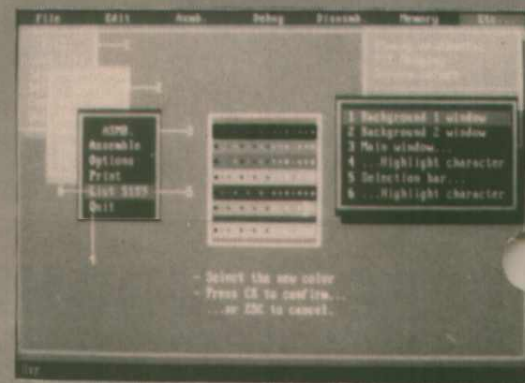 File Edit Asmb. Debug Disasmb. Memory Etc..
ASMB.
Assemble
Options
Print
List
Quit
1 Background 1 window
2 Background 2 window
3 Main window...
4 ...Highlight character
5 Selection bar...
6 ...Highlight character
- Select the new color
- Press CR to confirm...
...or ESC to cancel.